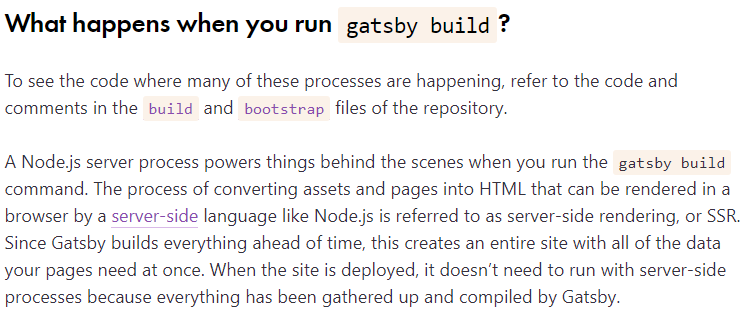 What happens when you run gatsby build?
To see the code where many of these processes are happening, refer to the code and
comments in the build and bootstrap files of the repository.
A Node.js server process powers things behind the scenes when you run the gatsby build
command. The process of converting assets and pages into HTML that can be rendered in a
browser by a server-side language like Node.js is referred to as server-side rendering, or SSR.
Since Gatsby builds everything ahead of time, this creates an entire site with all of the data
your pages need at once. When the site is deployed, it doesn’t need to run with server-side
processes because everything has been gathered up and compiled by Gatsby.